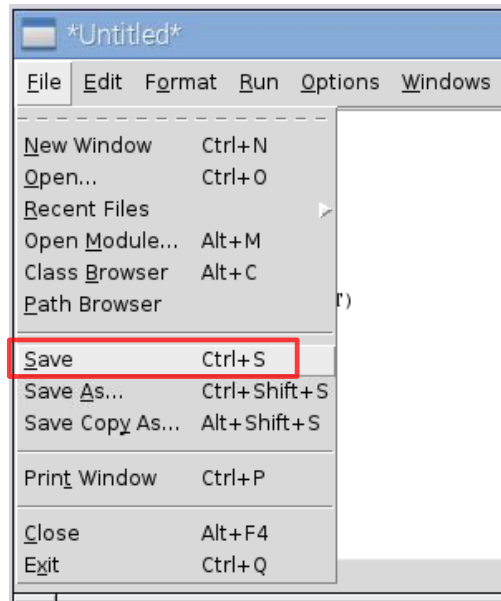 *Untitled*
File Edit Format Run Options Windows
New Window Ctrl+N
Open... Ctrl+O
Recent Files
Open Module... Alt+M
Class Browser Alt+C
Path Browser
')
Save Ctrl+S
Save As... Ctrl+Shift+S
Save Copy As... Alt+Shift+S
Print Window Ctrl+P
Close Alt+F4
Exit Ctrl+Q